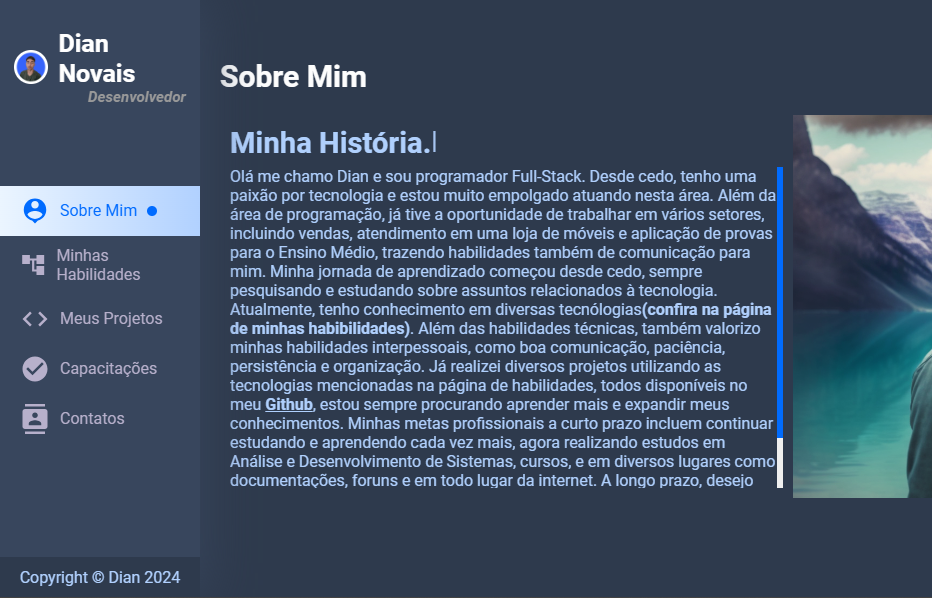 Dian
Novais
Desenvolvedor
Sobre Mim
Minhas
Habilidades
Meus Projetos
Capacitações
Contatos
Copyright © Dian 2024
Sobre Mim
Minha História.|
Olá me chamo Dian e sou programador Full-Stack. Desde cedo, tenho uma
paixão por tecnologia e estou muito empolgado atuando nesta área. Além da
área de programação, já tive a oportunidade de trabalhar em vários setores,
incluindo vendas, atendimento em uma loja de móveis e aplicação de provas
para o Ensino Médio, trazendo habilidades também de comunicação para
mim. Minha jornada de aprendizado começou desde cedo, sempre
pesquisando e estudando sobre assuntos relacionados à tecnologia.
Atualmente, tenho conhecimento em diversas tecnólogias(confira na página
de minhas habibilidades). Além das habilidades técnicas, também valorizo
minhas habilidades interpessoais, como boa comunicação, paciência,
persistência e organização. Já realizei diversos projetos utilizando as
tecnologias mencionadas na página de habilidades, todos disponíveis no
meu Github, estou sempre procurando aprender mais e expandir meus
conhecimentos. Minhas metas profissionais a curto prazo incluem continuar
estudando e aprendendo cada vez mais, agora realizando estudos em
Análise e Desenvolvimento de Sistemas, cursos, e em diversos lugares como
documentações, foruns e em todo lugar da internet. A longo prazo, desejo